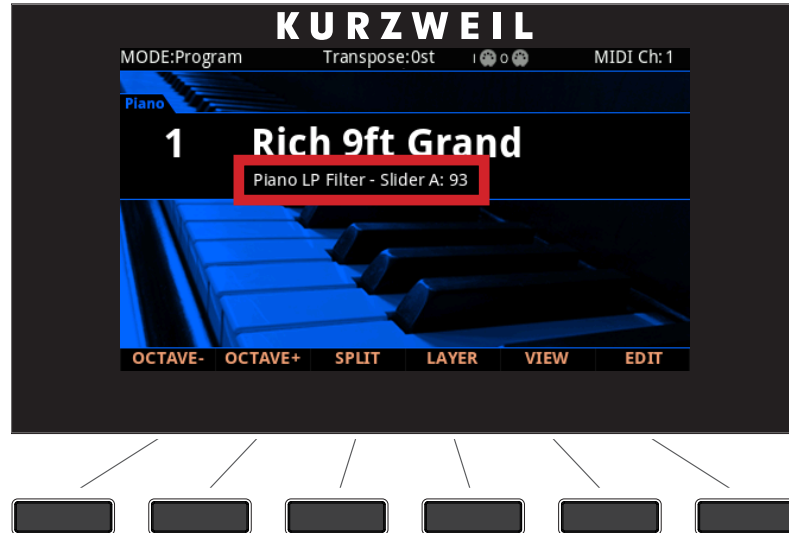 KURZWEIL
MODE:Program Transpose:0st I O MIDI Ch:1
Piano
1 Rich 9ft Grand
Piano LP Filter - Slider A: 93
OCTAVE- OCTAVE+ SPLIT LAYER VIEW EDIT